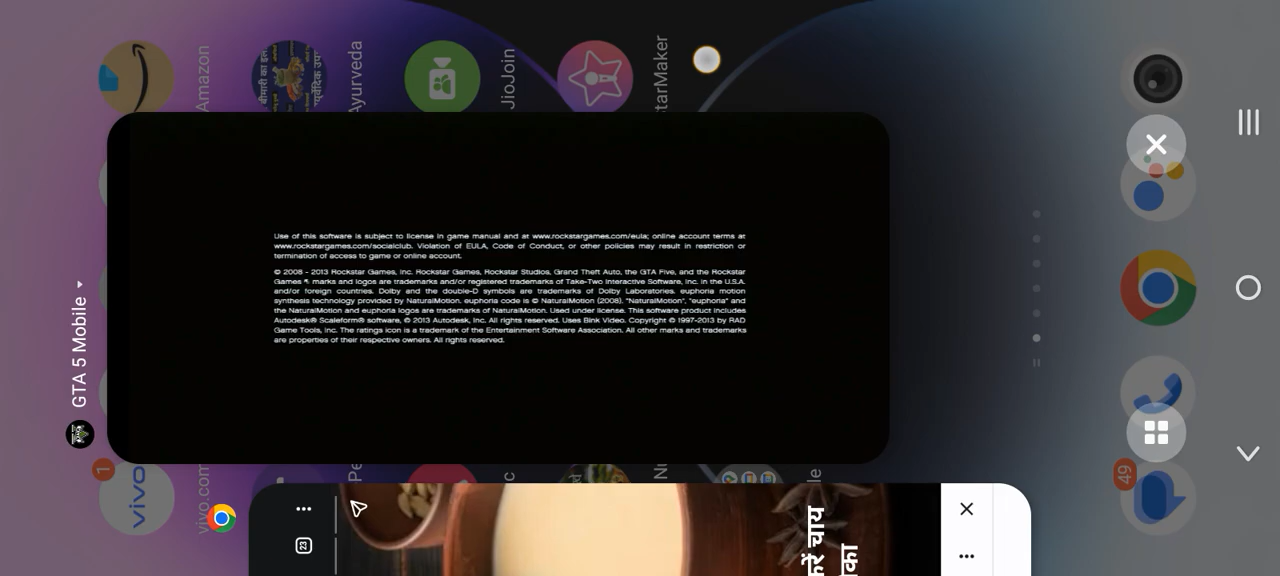 Amazon
Ayurveda
JioJoin
StarMaker
GTA 5 Mobile
Use of this software is subject to license in game manual and at www.rockstargames.com/eula; online account terms at
www.rockstargames.com/socialclub. Violation of EULA, Code of Conduct, or other policies may result in restriction or
termination of access to game or online account.
© 2008 - 2013 Rockstar Games, Inc. Rockstar Games, Rockstar Studios, Grand Theft Auto, the GTA Five, and the Rockstar
Games marks and logos are trademarks and/or registered trademarks of Take-Two Interactive Software, Inc. in the U.S.A.
and/or foreign countries. Dolby and the double-D symbols are trademarks of Dolby Laboratories. euphoria motion
synthesis technology provided by NaturalMotion. euphoria code is © NaturalMotion (2008). "NaturalMotion", "euphoria" and
the NaturalMotion and euphoria logos are trademarks of NaturalMotion. Used under license. This software product includes
Autodesk® Scaleform® software, © 2013 Autodesk, Inc. All rights reserved. Uses Bink Video. Copyright © 1997-2013 by RAD
Game Tools, Inc. The ratings icon is a trademark of the Entertainment Software Association. All other marks and trademarks
are properties of their respective owners. All rights reserved.
1
vivo
vivo.com
49
23
करें चाय
का